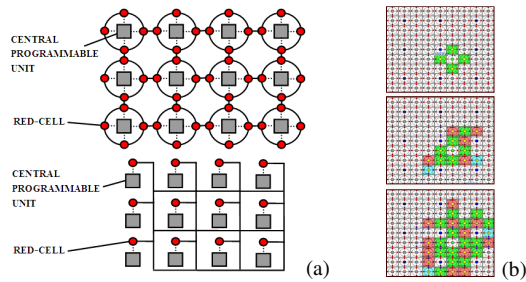 CENTRAL
PROGRAMMABLE
UNIT
RED-CELL
CENTRAL
PROGRAMMABLE
UNIT
RED-CELL
(a)
(b)